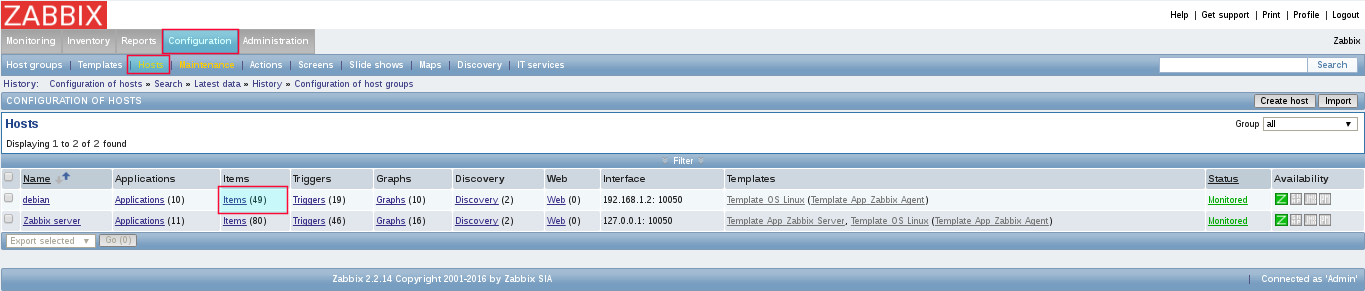 ZABBIX
Help | Get support | Print | Profile | Logout
Monitoring Inventory Reports Configuration Administration Zabbix
Host groups | Templates | Hosts | Maintenance | Actions | Screens | Slide shows | Maps | Discovery | IT services Search
History: Configuration of hosts » Search » Latest data » History » Configuration of host groups
CONFIGURATION OF HOSTS Create host Import
Hosts Group all
Displaying 1 to 2 of 2 found
Filter
Name Applications Items Triggers Graphs Discovery Web Interface Templates Status Availability
debian Applications (10) Items (49) Triggers (19) Graphs (10) Discovery (2) Web (0) 192.168.1.2: 10050 Template OS Linux (Template App Zabbix Agent) Monitored Z
Zabbix server Applications (11) Items (80) Triggers (46) Graphs (16) Discovery (2) Web (0) 127.0.0.1: 10050 Template App Zabbix Server, Template OS Linux (Template App Zabbix Agent) Monitored Z
Export selected Go (0)
Zabbix 2.2.14 Copyright 2001-2016 by Zabbix SIA | Connected as 'Admin'